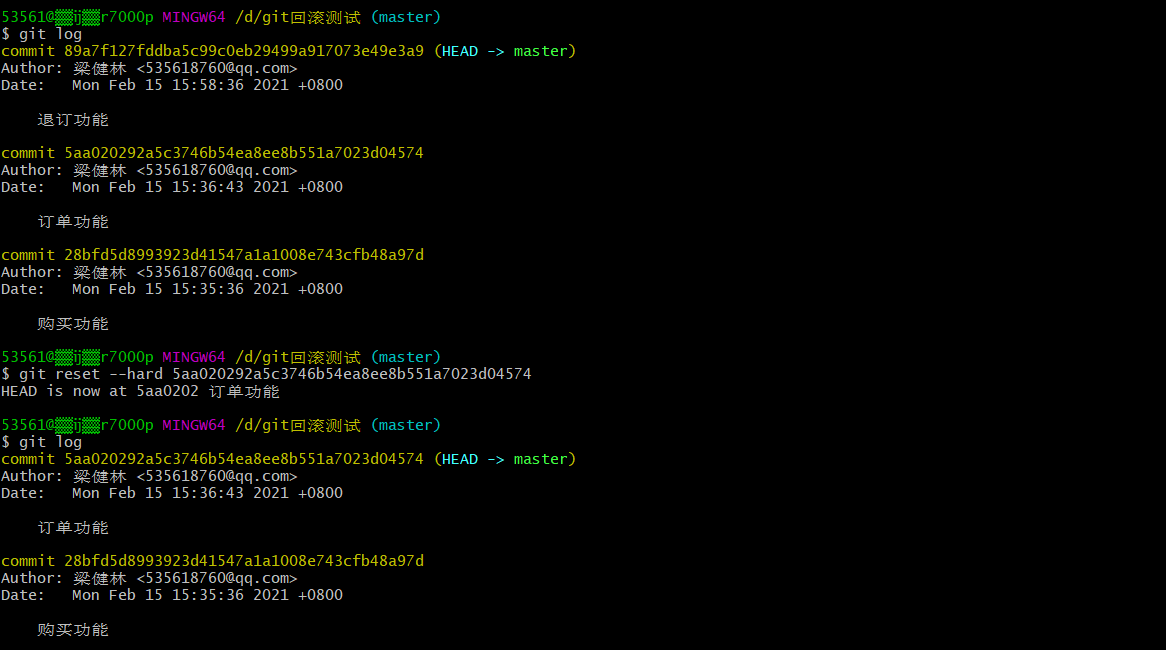 53561@▒▒ij▒▒r7000p MINGW64 /d/git回滚测试 (master)
$ git log
commit 89a7f127fddba5c99c0eb29499a917073e49e3a9 (HEAD -> master)
Author: 梁健林 <535618760@qq.com>
Date:   Mon Feb 15 15:58:36 2021 +0800
退订功能
commit 5aa020292a5c3746b54ea8ee8b551a7023d04574
Author: 梁健林 <535618760@qq.com>
Date:   Mon Feb 15 15:36:43 2021 +0800
订单功能
commit 28bfd5d8993923d41547a1a1008e743cfb48a97d
Author: 梁健林 <535618760@qq.com>
Date:   Mon Feb 15 15:35:36 2021 +0800
购买功能
53561@▒▒ij▒▒r7000p MINGW64 /d/git回滚测试 (master)
$ git reset --hard 5aa020292a5c3746b54ea8ee8b551a7023d04574
HEAD is now at 5aa0202 订单功能
53561@▒▒ij▒▒r7000p MINGW64 /d/git回滚测试 (master)
$ git log
commit 5aa020292a5c3746b54ea8ee8b551a7023d04574 (HEAD -> master)
Author: 梁健林 <535618760@qq.com>
Date:   Mon Feb 15 15:36:43 2021 +0800
订单功能
commit 28bfd5d8993923d41547a1a1008e743cfb48a97d
Author: 梁健林 <535618760@qq.com>
Date:   Mon Feb 15 15:35:36 2021 +0800
购买功能